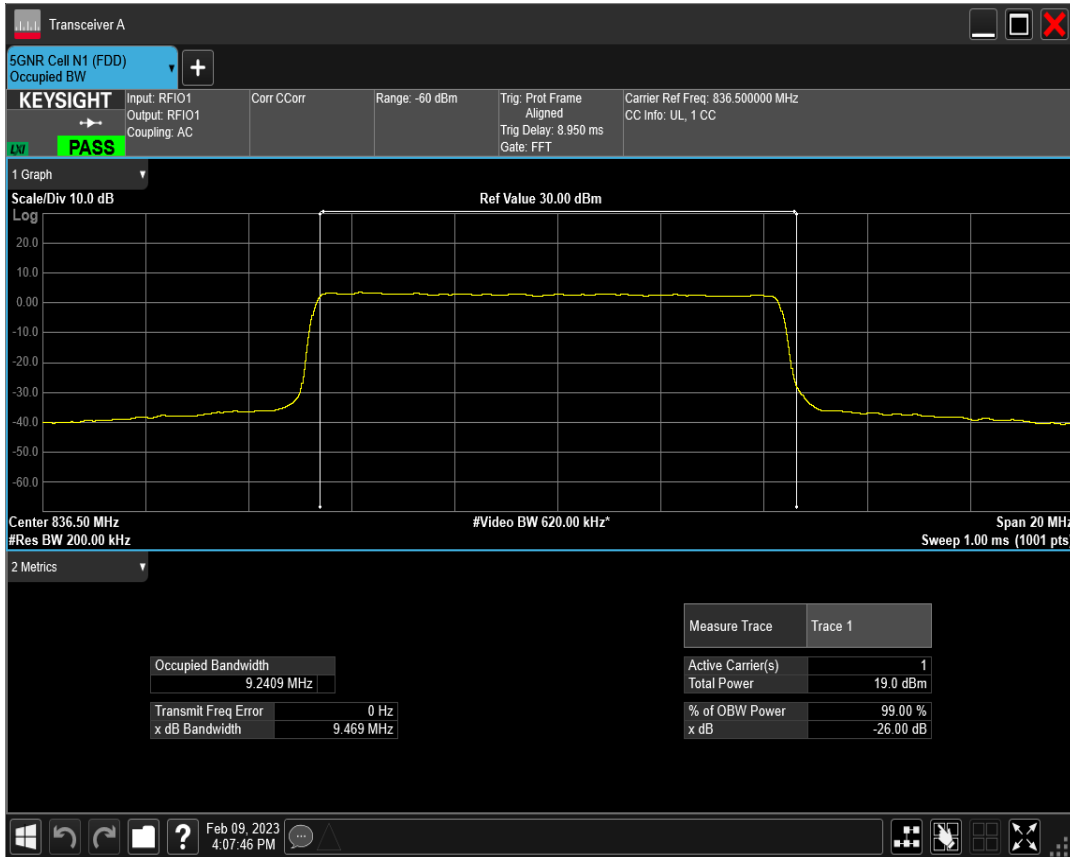 Transceiver A
5GNR Cell N1 (FDD)
Occupied BW
+
KEYSIGHT
LXI
PASS
Input: RFIO1
Output: RFIO1
Coupling: AC
Corr CCorr
Range: -60 dBm
Trig: Prot Frame
Aligned
Trig Delay: 8.950 ms
Gate: FFT
Carrier Ref Freq: 836.500000 MHz
CC Info: UL, 1 CC
1 Graph
Scale/Div 10.0 dB
Ref Value 30.00 dBm
Log
20.0
10.0
0.00
-10.0
-20.0
-30.0
-40.0
-50.0
-60.0
Center 836.50 MHz
#Video BW 620.00 kHz*
Span 20 MHz
#Res BW 200.00 kHz
Sweep 1.00 ms (1001 pts)
2 Metrics
Measure Trace
Trace 1
Occupied Bandwidth
9.2409 MHz
Active Carrier(s) 1
Total Power 19.0 dBm
Transmit Freq Error 0 Hz
x dB Bandwidth 9.469 MHz
% of OBW Power 99.00 %
x dB -26.00 dB
?
Feb 09, 2023
4:07:46 PM